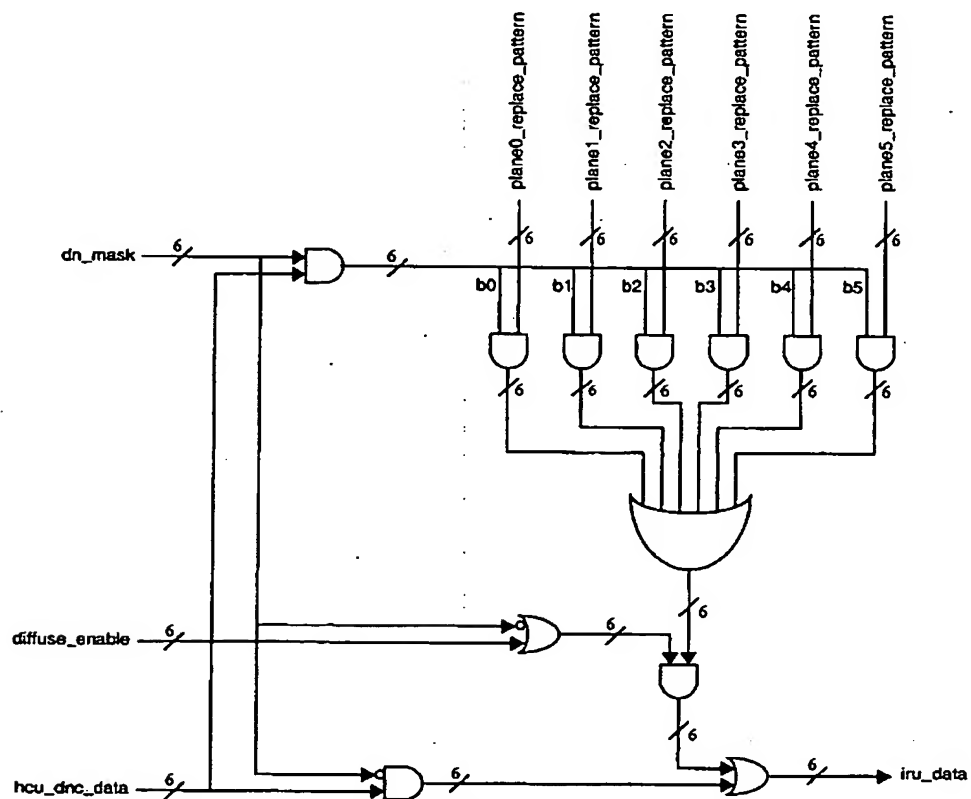 plane0_replace_pattern
plane1_replace_pattern
plane2_replace_pattern
plane3_replace_pattern
plane4_replace_pattern
plane5_replace_pattern
6 6 6 6 6 6
dn_mask 6 6
b0 b1 b2 b3 b4 b5
6 6 6 6 6 6
6
diffuse_enable 6 6
6
hcu_dnc_data 6 6 6 iru_data